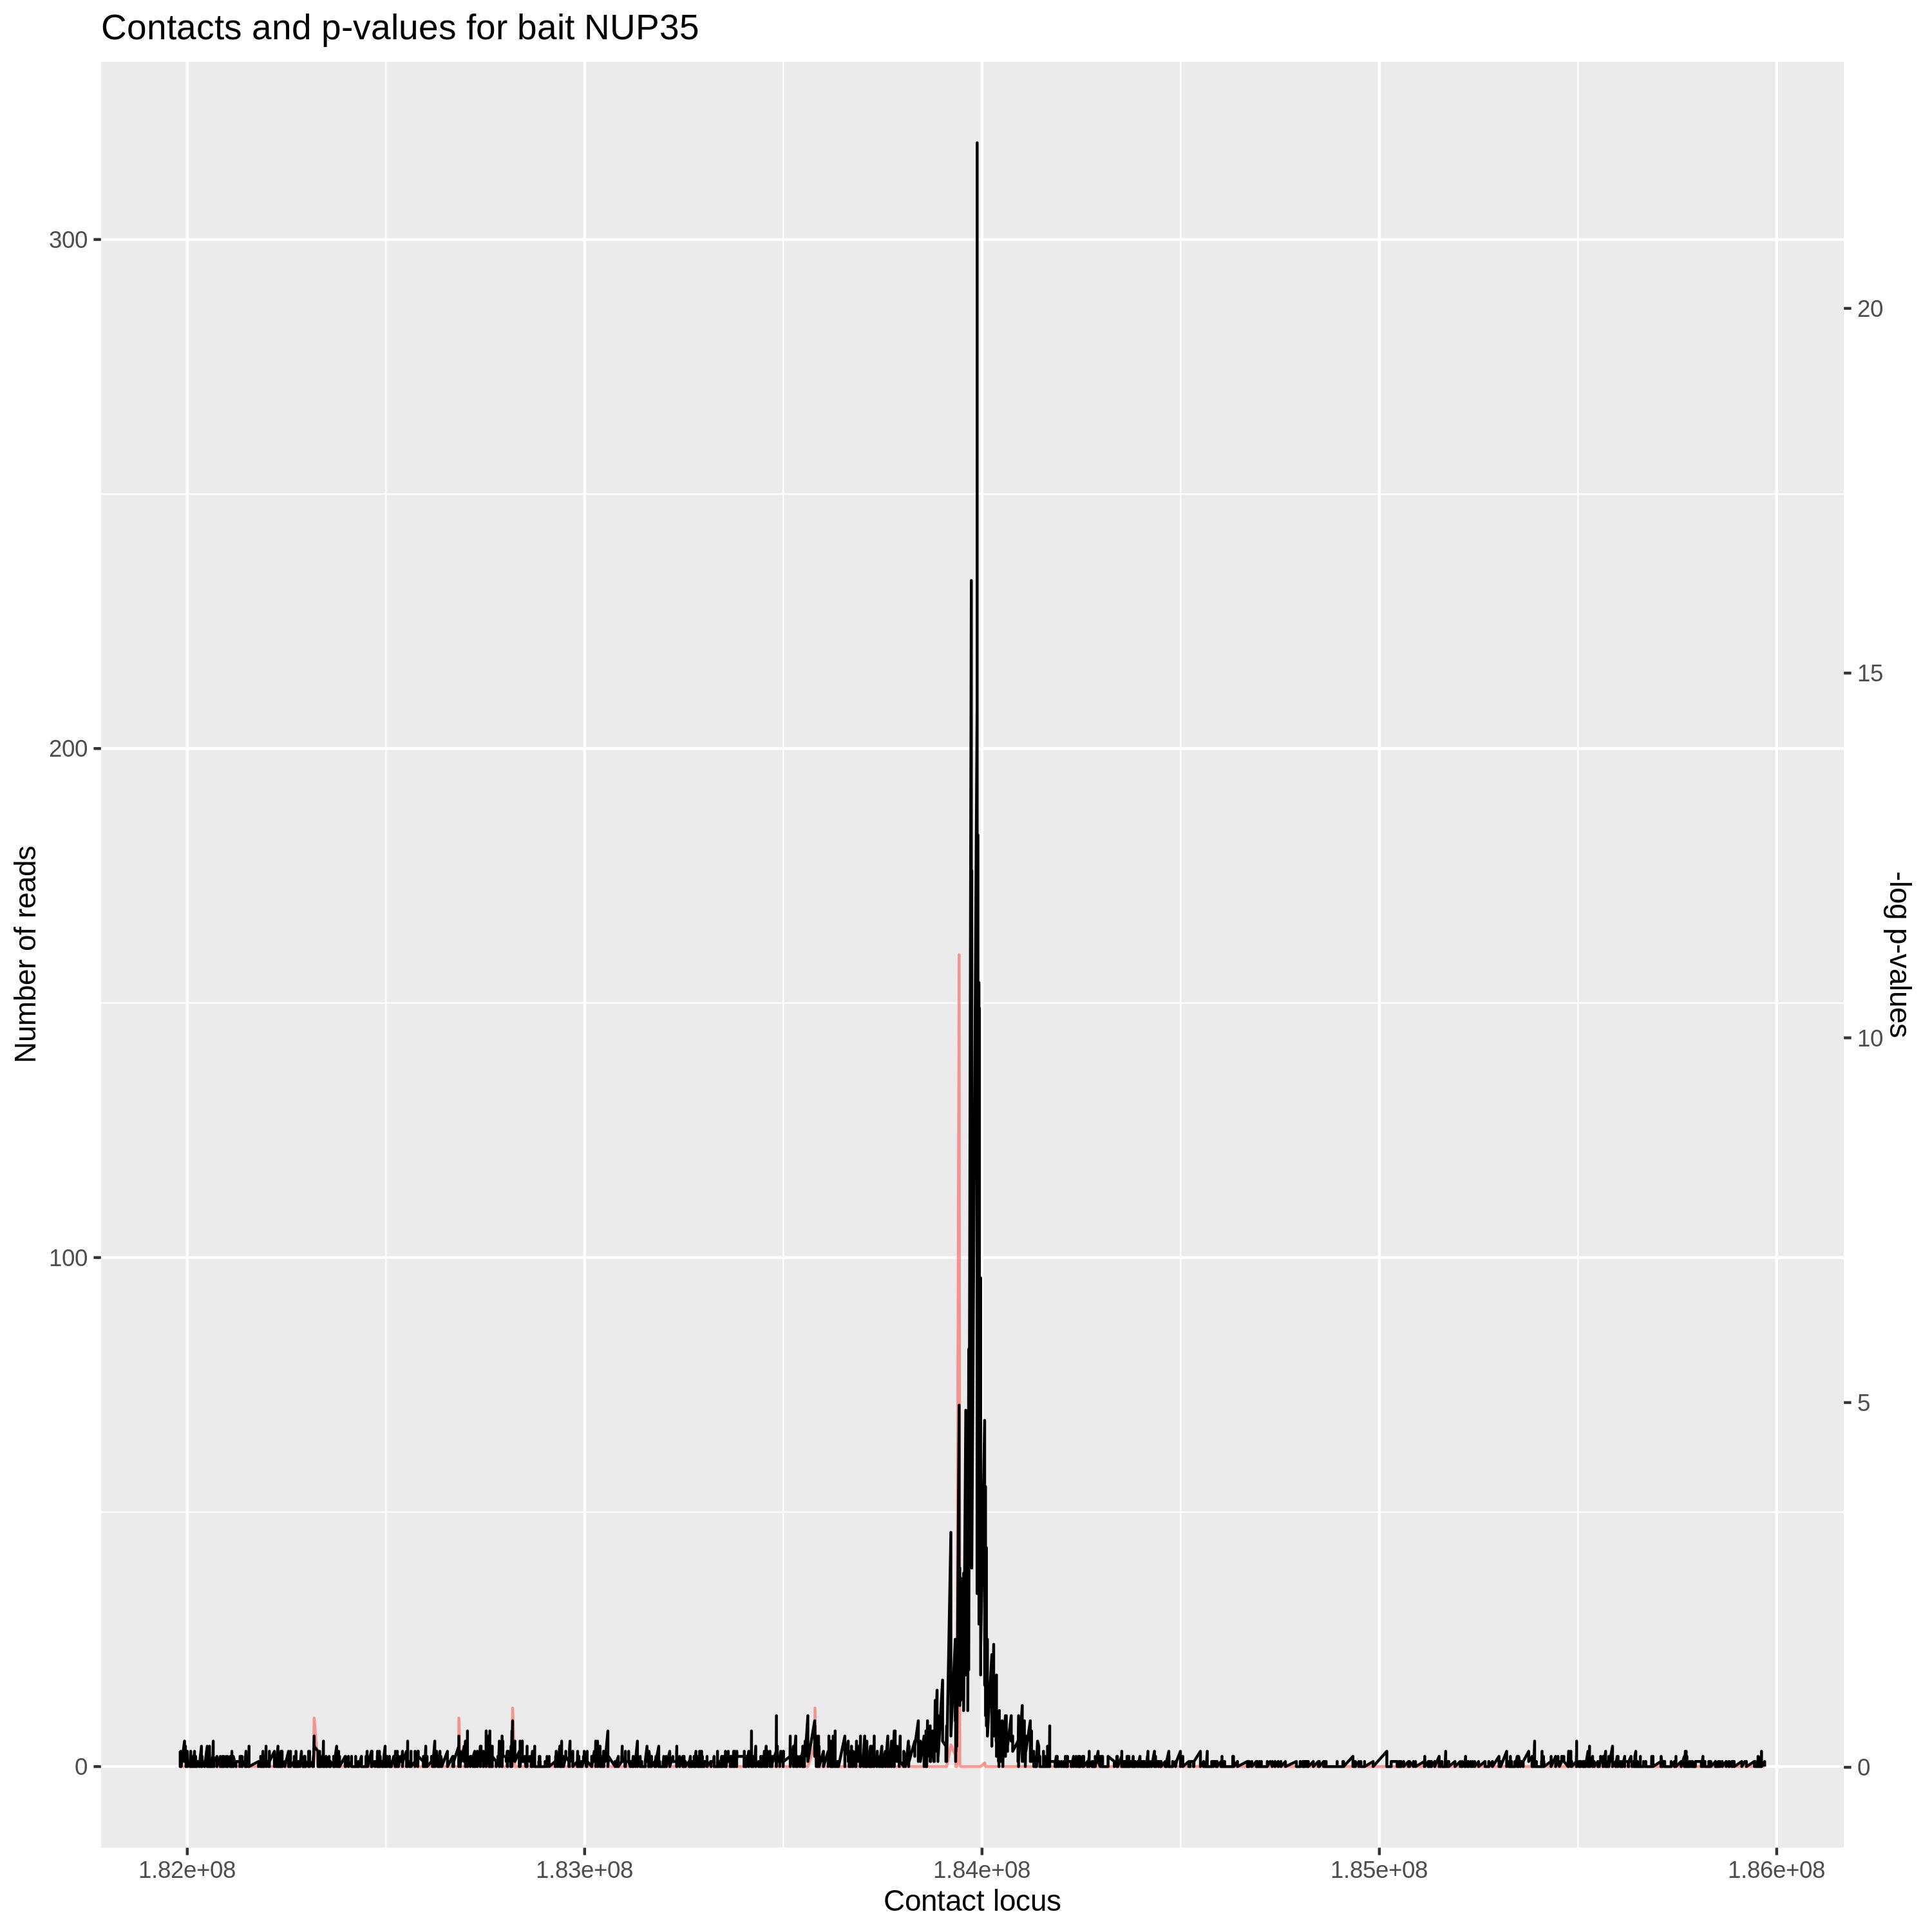 Contacts and p-values for bait NUP35
300
200
100
0
Number of reads
20
15
10
5
0
-log p-values
1.82e+08 1.83e+08 1.84e+08 1.85e+08 1.86e+08
Contact locus